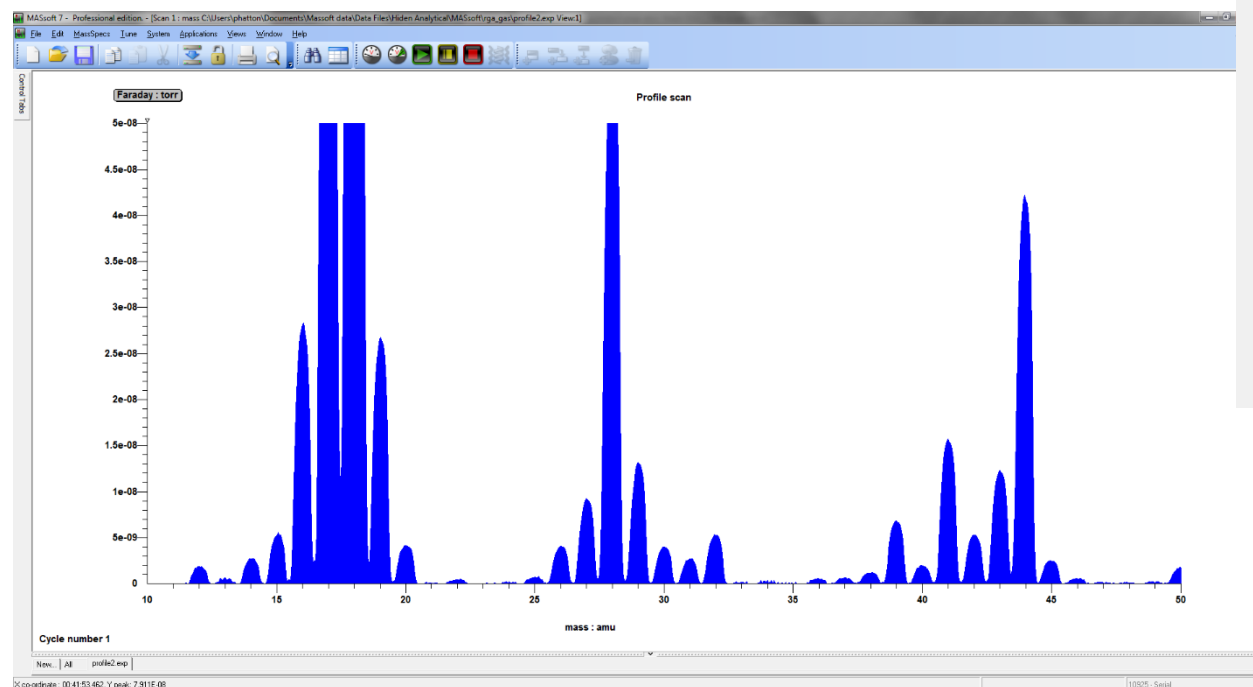 MASsoft 7 - Professional edition. - [Scan 1 : mass C:\Users\phatton\Documents\Massoft data\Data Files\Hiden Analytical\MASsoft\rga_gas\profile2.exp View:1]
File Edit MassSpecs Tune System Applications Views Window Help
Control Tabs
Faraday : torr
Profile scan
5e-08
4.5e-08
4e-08
3.5e-08
3e-08
2.5e-08
2e-08
1.5e-08
1e-08
5e-09
0
10 15 20 25 30 35 40 45 50
mass : amu
Cycle number 1
New... All profile2.exp
X co-ordinate : 00:41:53.462, Y peak: 7.911E-08 10925 - Serial